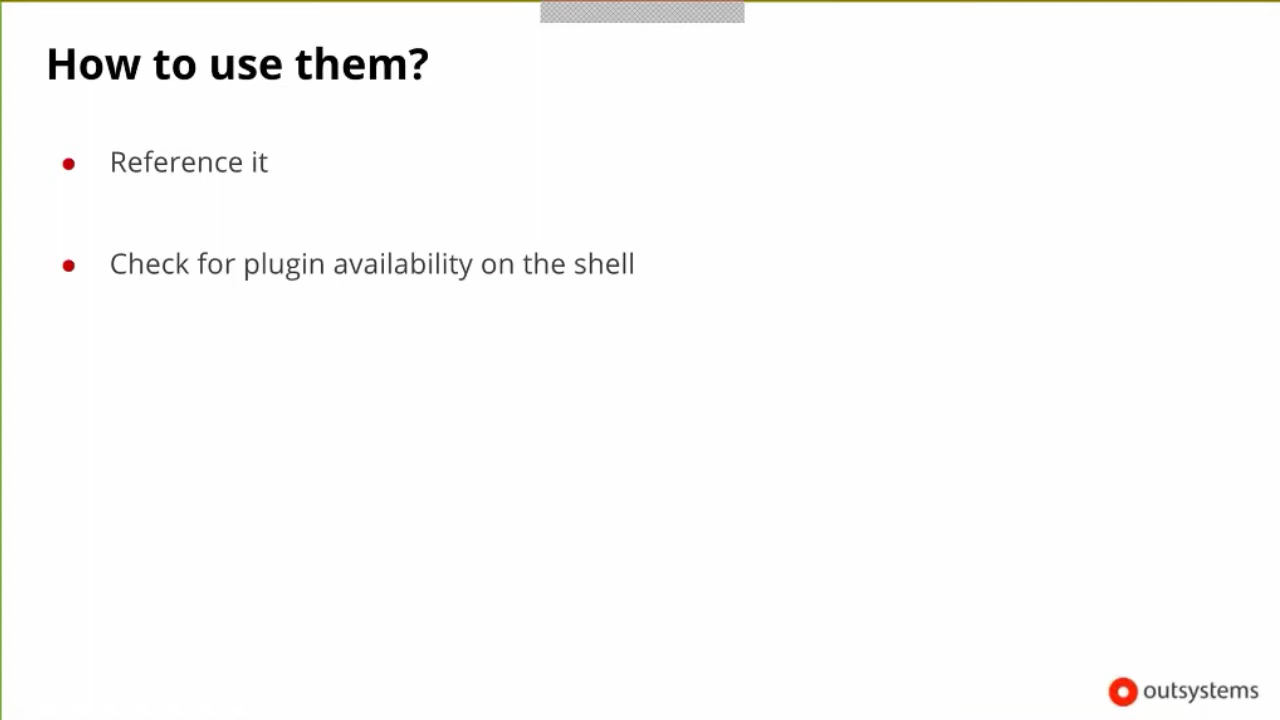 How to use them?
● Reference it
● Check for plugin availability on the shell
outsystems